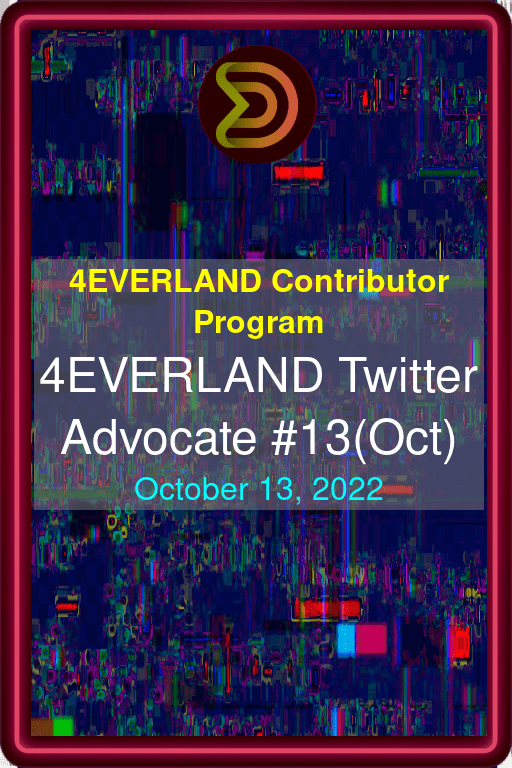 4EVERLAND Contributor
Program
4EVERLAND Twitter
Advocate #13(Oct)
October 13, 2022